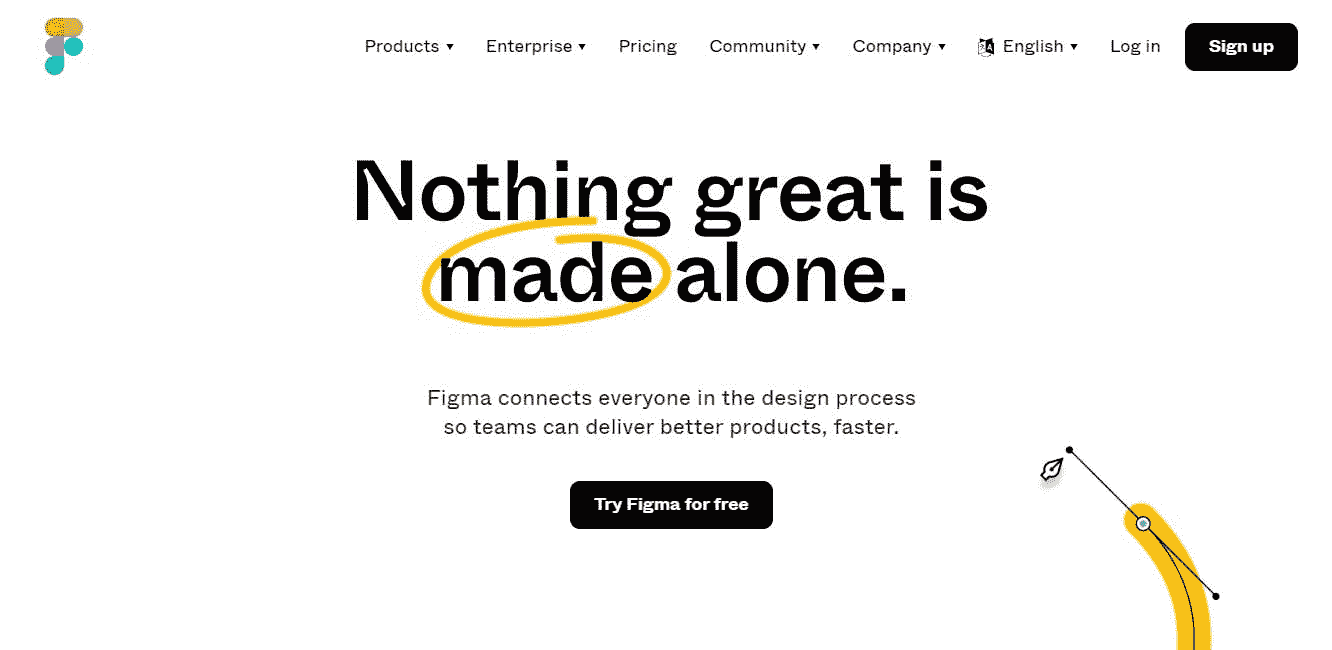 Products ▾ Enterprise ▾ Pricing Community ▾ Company ▾ English ▾ Log in Sign up
Nothing great is
made alone.
Figma connects everyone in the design process
so teams can deliver better products, faster.
Try Figma for free